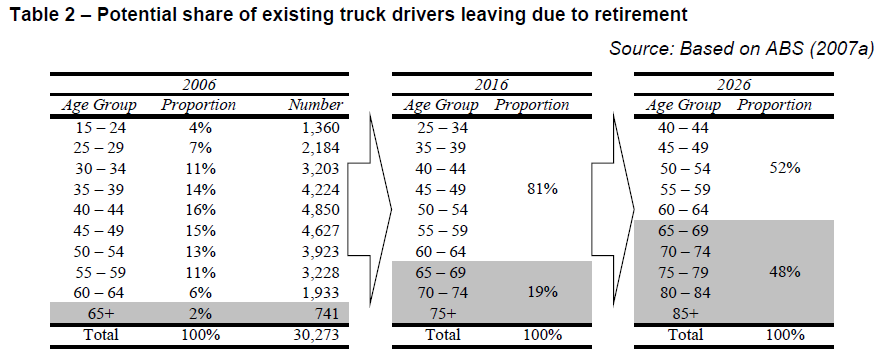 Table 2 – Potential share of existing truck drivers leaving due to retirement
Source: Based on ABS (2007a)
2006 2016 2026
Age Group Proportion Number Age Group Proportion Age Group Proportion
15 – 24 4% 1,360 25 – 34 40 – 44
25 – 29 7% 2,184 35 – 39 45 – 49
30 – 34 11% 3,203 40 – 44 50 – 54 52%
35 – 39 14% 4,224 45 – 49 81% 55 – 59
40 – 44 16% 4,850 50 – 54 60 – 64
45 – 49 15% 4,627 55 – 59 65 – 69
50 – 54 13% 3,923 60 – 64 70 – 74
55 – 59 11% 3,228 65 – 69 75 – 79 48%
60 – 64 6% 1,933 70 – 74 19% 80 – 84
65+ 2% 741 75+ 85+
Total 100% 30,273 Total 100% Total 100%